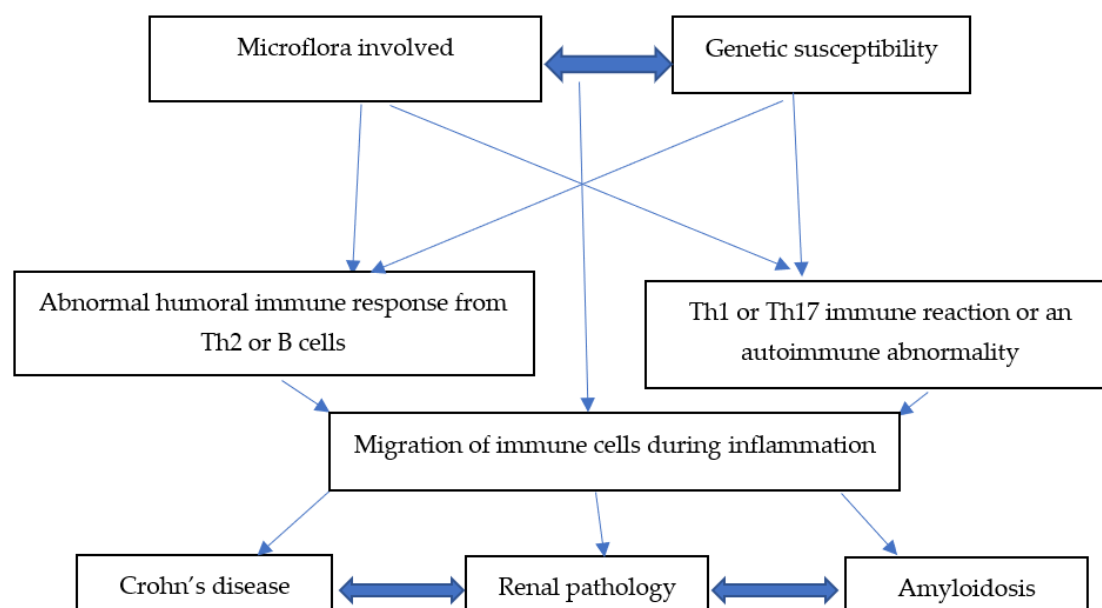 Microflora involved
Genetic susceptibility
Abnormal humoral immune response from
Th2 or B cells
Th1 or Th17 immune reaction or an
autoimmune abnormality
Migration of immune cells during inflammation
Crohn’s disease
Renal pathology
Amyloidosis